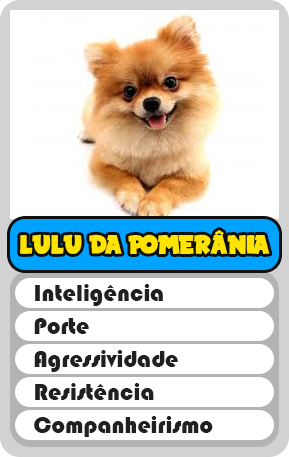 LULU DA POMERÂNIA
Inteligência
Porte
Agressividade
Resistência
Companheirismo